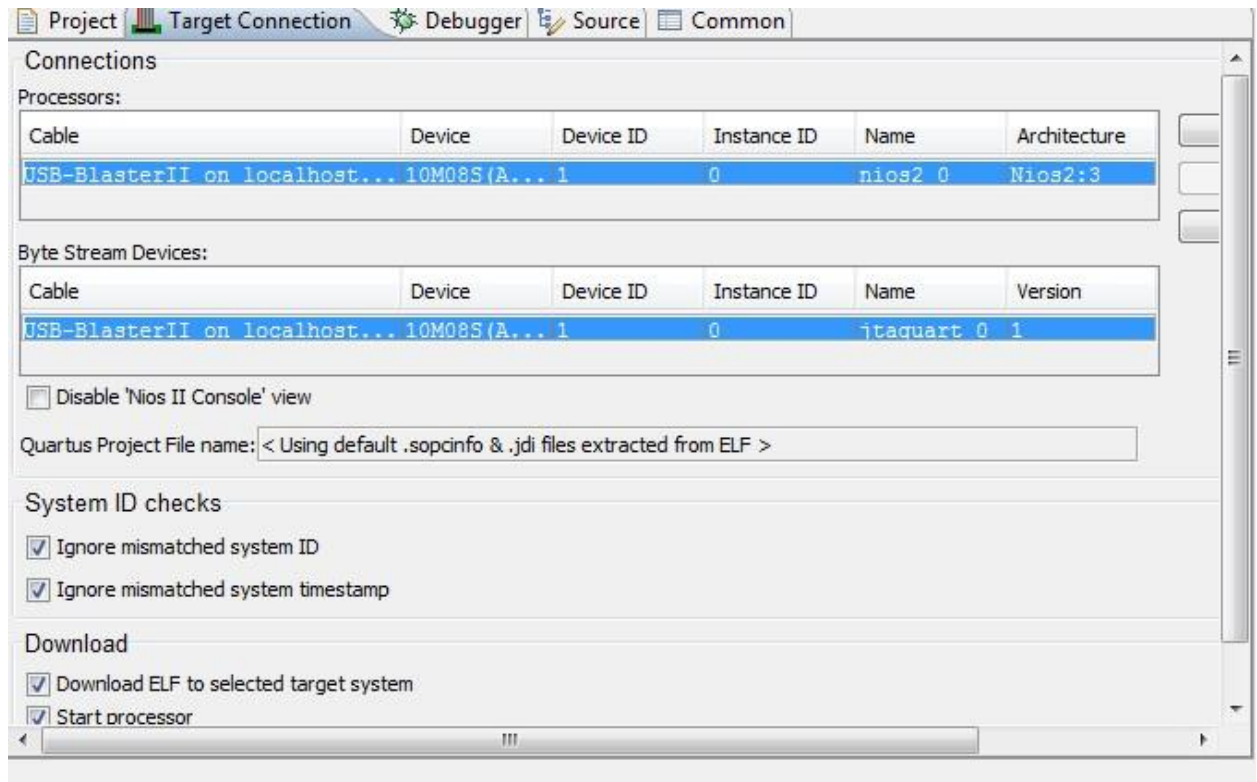 Project Target Connection Debugger Source Common
Connections
Processors:
Cable Device Device ID Instance ID Name Architecture
USB-BlasterII on localhost... 10M08S(A... 1 0 nios2_0 Nios2:3
Byte Stream Devices:
Cable Device Device ID Instance ID Name Version
USB-BlasterII on localhost... 10M08S(A... 1 0 jtaguart_0 1
Disable 'Nios II Console' view
Quartus Project File name: < Using default .sopcinfo & .jdi files extracted from ELF >
System ID checks
Ignore mismatched system ID
Ignore mismatched system timestamp
Download
Download ELF to selected target system
Start processor